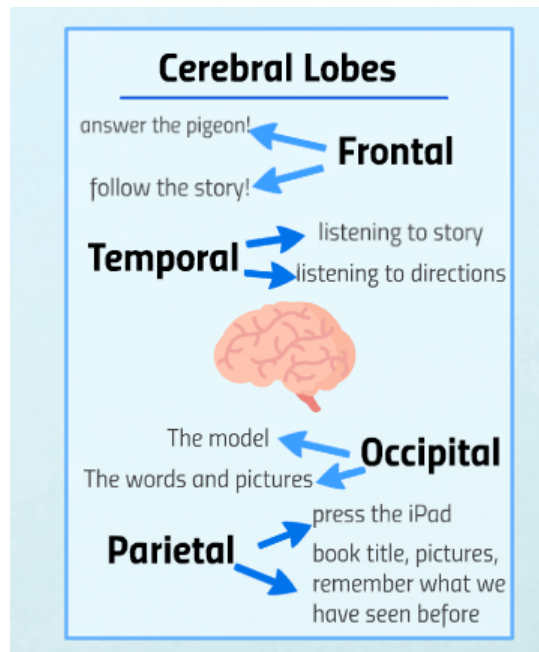 Cerebral Lobes
answer the pigeon!
Frontal
follow the story!
Temporal
listening to story
listening to directions
The model
Occipital
The words and pictures
Parietal
press the iPad
book title, pictures,
remember what we
have seen before